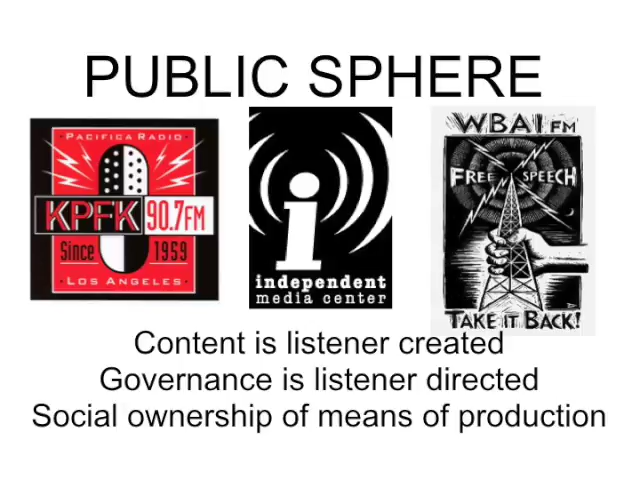 PUBLIC SPHERE
PACIFICA RADIO
KPFK 90.7FM
Since 1959
LOS ANGELES
independent
media center
WBAI FM
FREE SPEECH
TAKE IT BACK!
Content is listener created
Governance is listener directed
Social ownership of means of production